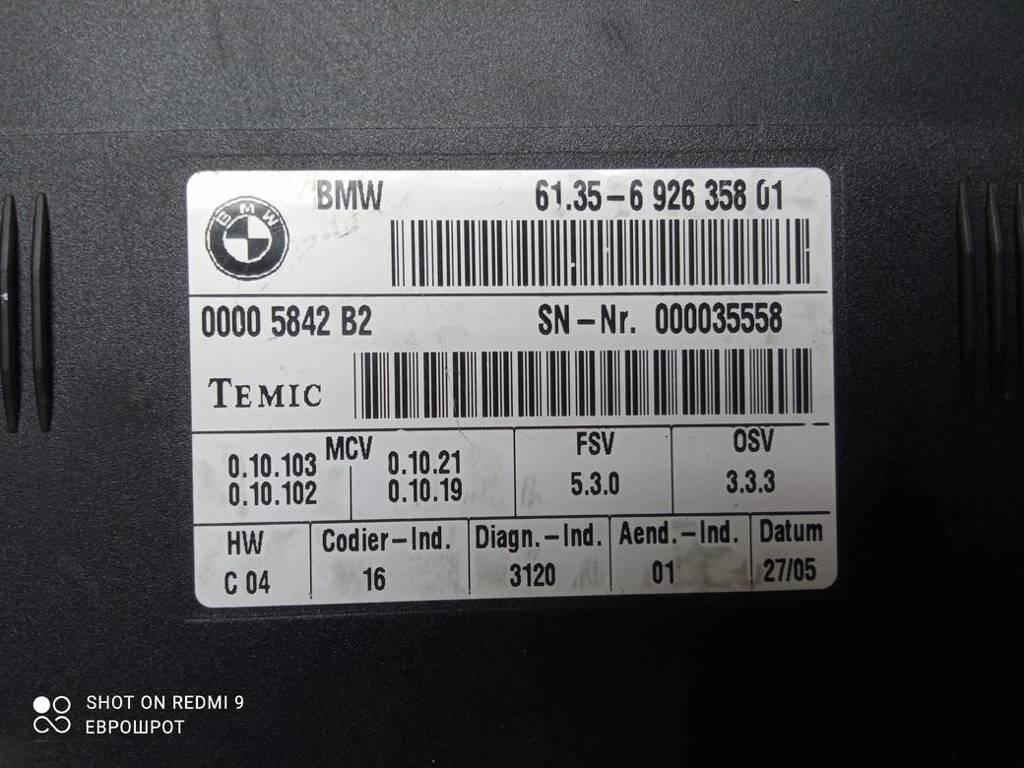 BMW 61.35-6 926 358 01
BMW
0000 5842 B2 SN-Nr. 000035558
TEMIC
MCV FSV OSV
0.10.103 0.10.21 5.3.0 3.3.3
0.10.102 0.10.19
HW Codier-Ind. Diagn.-Ind. Aend.-Ind. Datum
C 04 16 3120 01 27/05
SHOT ON REDMI 9
ЕВРОШРОТ